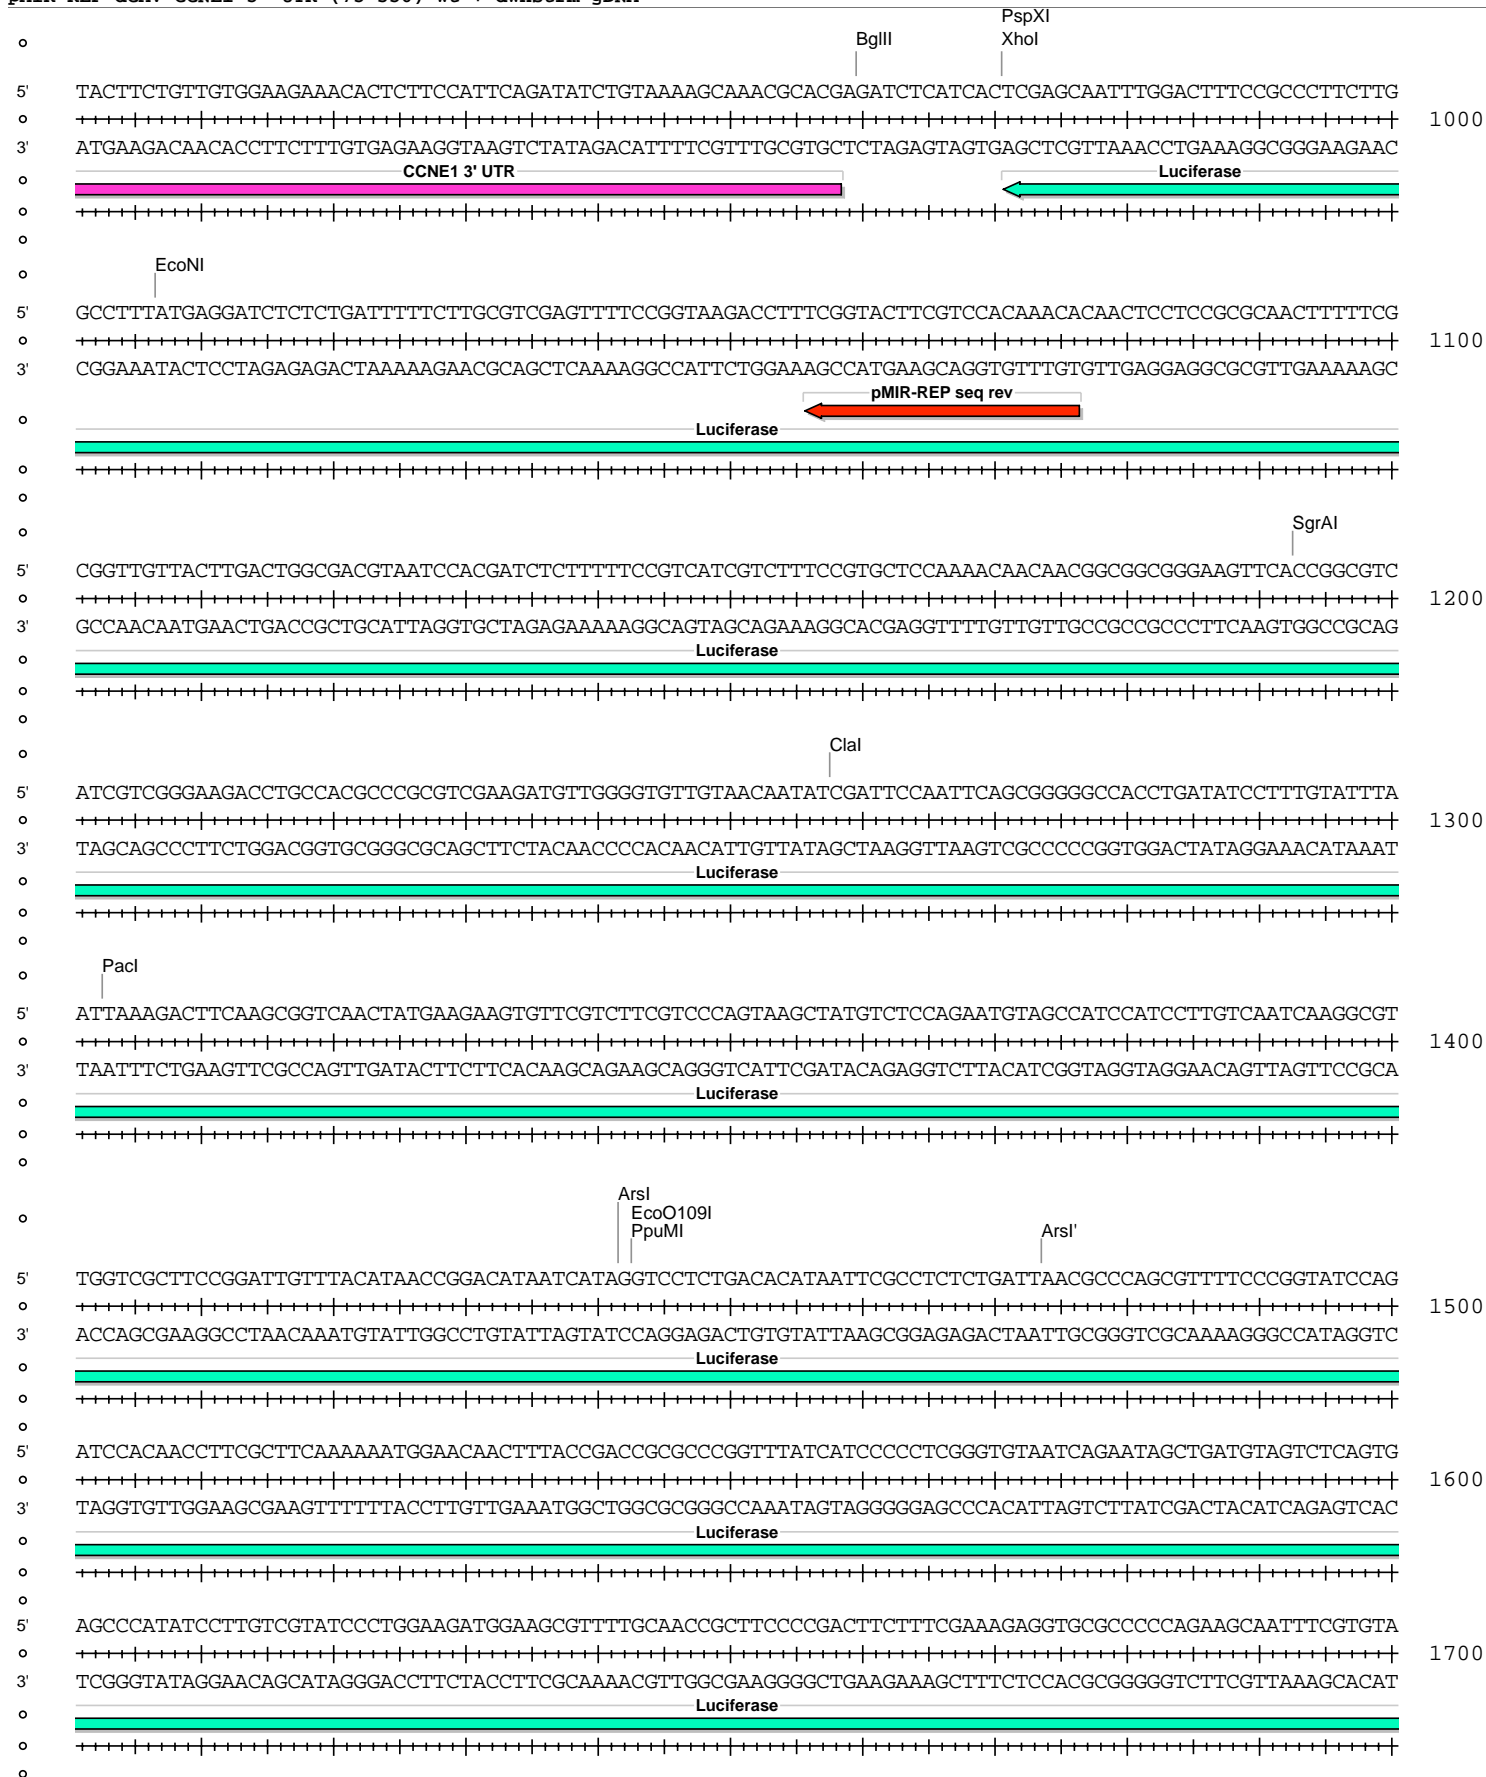 PspXI
BglII XhoI
5' TACTTCTGTTGTGGAAGAAACACTCTTCCATTCAGATATCTGTAAAAGCAAACGCACGAGATCTCATCACTCGAGCAATTTGGACTTTCCGCCCTTCTTG
1000
3' ATGAAGACAACACCTTCTTTGTGAGAAGGTAAGTCTATAGACATTTTCGTTTGCGTGCTCTAGAGTAGTGAGCTCGTTAAACCTGAAAGGCGGGAAGAAC
CCNE1 3' UTR Luciferase
EcoNI
5' GCCTTTATGAGGATCTCTCTGATTTTTCTTGCGTCGAGTTTTCCGGTAAGACCTTTCGGTACTTCGTCCACAAACACAACTCCTCCGCGCAACTTTTTCG
1100
3' CGGAAATACTCCTAGAGAGACTAAAAAGAACGCAGCTCAAAAGGCCATTCTGGAAAGCCATGAAGCAGGTGTTTGTGTTGAGGAGGCGCGTTGAAAAAGC
pMIR-REP seq rev
Luciferase
SgrAI
5' CGGTTGTTACTTGACTGGCGACGTAATCCACGATCTCTTTTTCCGTCATCGTCTTTCCGTGCTCCAAAACAACAACGGCGGCGGGAAGTTCACCGGCGTC
1200
3' GCCAACAATGAACTGACCGCTGCATTAGGTGCTAGAGAAAAAGGCAGTAGCAGAAAGGCACGAGGTTTTGTTGTTGCCGCCGCCCTTCAAGTGGCCGCAG
Luciferase
ClaI
5' ATCGTCGGGAAGACCTGCCACGCCCGCGTCGAAGATGTTGGGGTGTTGTAACAATATCGATTCCAATTCAGCGGGGGCCACCTGATATCCTTTGTATTTA
1300
3' TAGCAGCCCTTCTGGACGGTGCGGGCGCAGCTTCTACAACCCCACAACATTGTTATAGCTAAGGTTAAGTCGCCCCCGGTGGACTATAGGAAACATAAAT
Luciferase
PacI
5' ATTAAAGACTTCAAGCGGTCAACTATGAAGAAGTGTTCGTCTTCGTCCCAGTAAGCTATGTCTCCAGAATGTAGCCATCCATCCTTGTCAATCAAGGCGT
1400
3' TAATTTCTGAAGTTCGCCAGTTGATACTTCTTCACAAGCAGAAGCAGGGTCATTCGATACAGAGGTCTTACATCGGTAGGTAGGAACAGTTAGTTCCGCA
Luciferase
ArsI
EcoO109I
PpuMI ArsI'
5' TGGTCGCTTCCGGATTGTTTACATAACCGGACATAATCATAGGTCCTCTGACACATAATTCGCCTCTCTGATTAACGCCCAGCGTTTTCCCGGTATCCAG
1500
3' ACCAGCGAAGGCCTAACAAATGTATTGGCCTGTATTAGTATCCAGGAGACTGTGTATTAAGCGGAGAGACTAATTGCGGGTCGCAAAAGGGCCATAGGTC
Luciferase
5' ATCCACAACCTTCGCTTCAAAAAATGGAACAACTTTACCGACCGCGCCCGGTTTATCATCCCCCTCGGGTGTAATCAGAATAGCTGATGTAGTCTCAGTG
1600
3' TAGGTGTTGGAAGCGAAGTTTTTTACCTTGTTGAAATGGCTGGCGCGGGCCAAATAGTAGGGGGAGCCCACATTAGTCTTATCGACTACATCAGAGTCAC
Luciferase
5' AGCCCATATCCTTGTCGTATCCCTGGAAGATGGAAGCGTTTTGCAACCGCTTCCCCGACTTCTTTCGAAAGAGGTGCGCCCCCAGAAGCAATTTCGTGTA
1700
3' TCGGGTATAGGAACAGCATAGGGACCTTCTACCTTCGCAAAACGTTGGCGAAGGGGCTGAAGAAAGCTTTCTCCACGCGGGGGTCTTCGTTAAAGCACAT
Luciferase